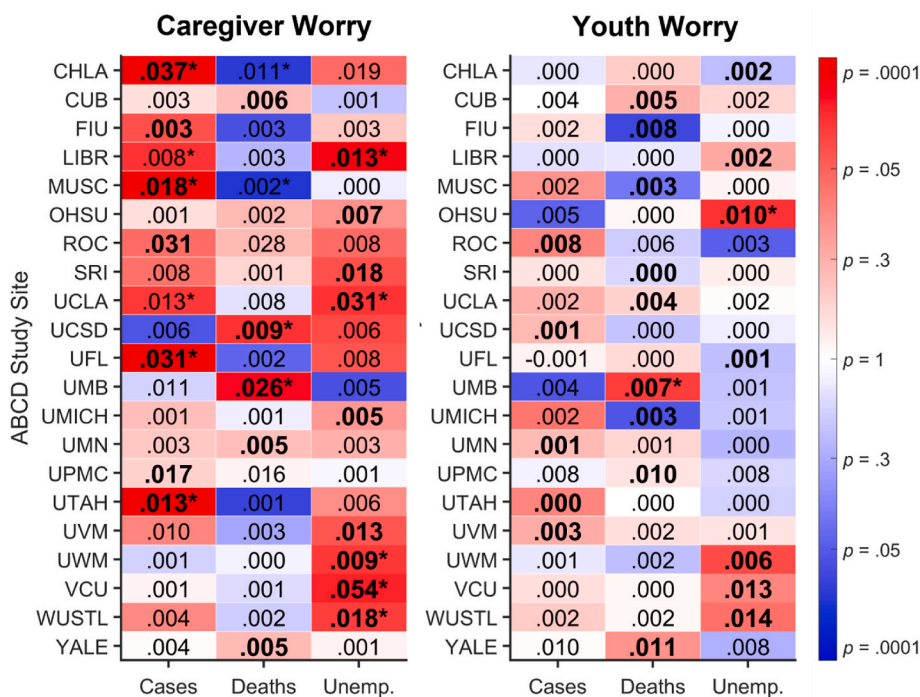 Caregiver Worry Youth Worry
CHLA .037* .011* .019 CHLA .000 .000 .002 p = .0001
CUB .003 .006 .001 CUB .004 .005 .002
FIU .003 .003 .003 FIU .002 .008 .000
LIBR .008* .003 .013* LIBR .000 .000 .002 p = .05
MUSC .018* .002* .000 MUSC .002 .003 .000
OHSU .001 .002 .007 OHSU .005 .000 .010*
ROC .031 .028 .008 ROC .008 .006 .003 p = .3
SRI .008 .001 .018 SRI .000 .000 .000
UCLA .013* .008 .031* UCLA .002 .004 .002
UCSD .006 .009* .006 UCSD .001 .000 .000
UFL .031* .002 .008 UFL -0.001 .000 .001 p = 1
UMB .011 .026* .005 UMB .004 .007* .001
UMICH .001 .001 .005 UMICH .002 .003 .001
UMN .003 .005 .003 UMN .001 .001 .000
UPMC .017 .016 .001 UPMC .008 .010 .008 p = .3
UTAH .013* .001 .006 UTAH .000 .000 .000
UVM .010 .003 .013 UVM .003 .002 .001
UWM .001 .000 .009* UWM .001 .002 .006 p = .05
VCU .001 .001 .054* VCU .000 .000 .013
WUSTL .004 .002 .018* WUSTL .002 .002 .014
YALE .004 .005 .001 YALE .010 .011 .008 p = .0001
Cases Deaths Unemp. Cases Deaths Unemp.
ABCD Study Site